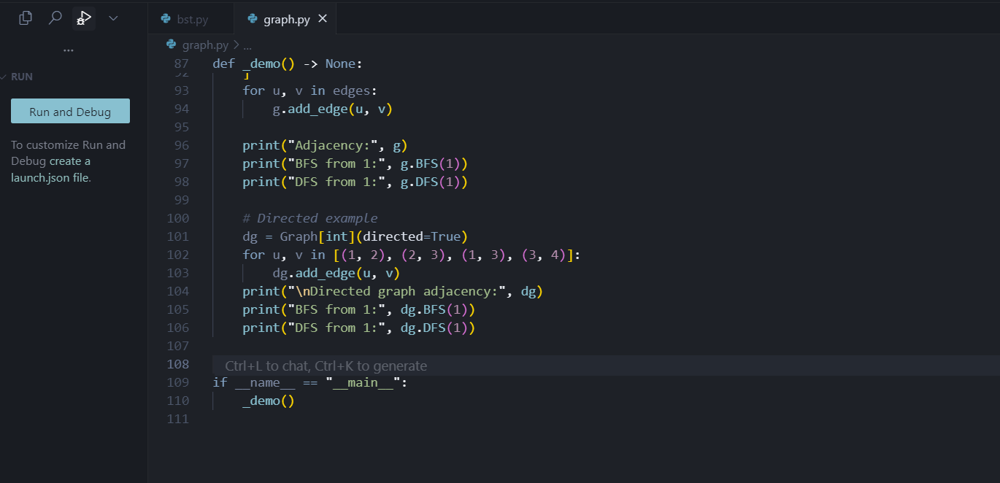 bst.py
graph.py
RUN
Run and Debug
To customize Run and
Debug create a
launch.json file.
graph.py > ...
87 def _demo() -> None:
92 ]
93 for u, v in edges:
94 g.add_edge(u, v)
95
96 print("Adjacency:", g)
97 print("BFS from 1:", g.BFS(1))
98 print("DFS from 1:", g.DFS(1))
99
100 # Directed example
101 dg = Graph[int](directed=True)
102 for u, v in [(1, 2), (2, 3), (1, 3), (3, 4)]:
103 dg.add_edge(u, v)
104 print("\nDirected graph adjacency:", dg)
105 print("BFS from 1:", dg.BFS(1))
106 print("DFS from 1:", dg.DFS(1))
107
108 Ctrl+L to chat, Ctrl+K to generate
109 if __name__ == "__main__":
110 _demo()
111